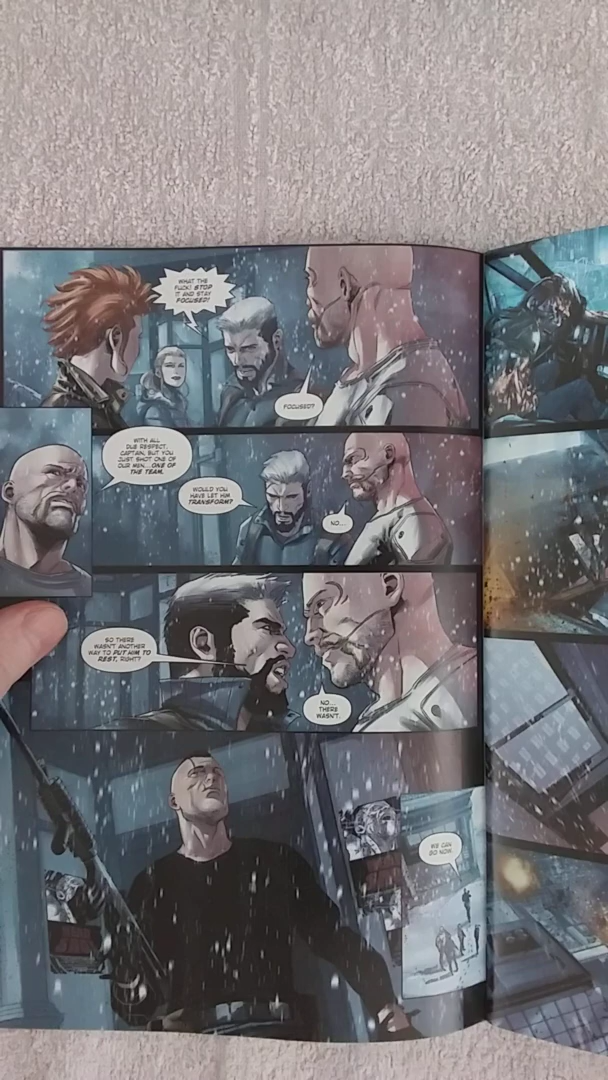 WHAT THE
FUCK! STOP
IT AND STAY
FOCUSED!
FOCUSED?
WITH ALL
DUE RESPECT,
CAPTAIN, BUT YOU
JUST SHOT ONE OF
OUR MEN... ONE OF
THE TEAM.
WOULD YOU
HAVE LET HIM
TRANSFORM?
NO...
SO THERE
WASN'T ANOTHER
WAY TO PUT HIM TO
REST, RIGHT?
NO...
THERE
WASN'T.
WE CAN
GO NOW.